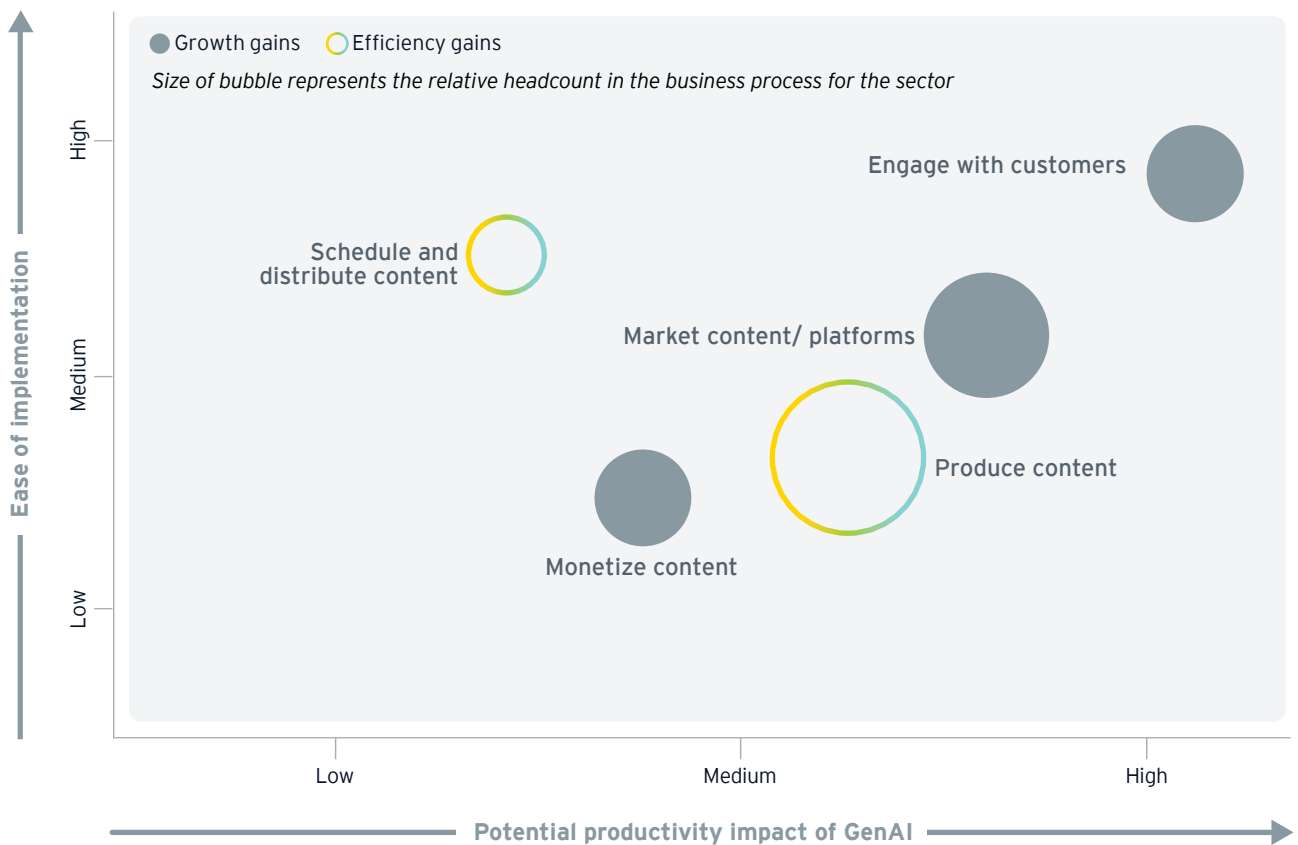 Growth gains
Efficiency gains
Size of bubble represents the relative headcount in the business process for the sector
High
Medium
Low
Ease of implementation
Engage with customers
Schedule and
distribute content
Market content/ platforms
Produce content
Monetize content
Low
Medium
High
Potential productivity impact of GenAI